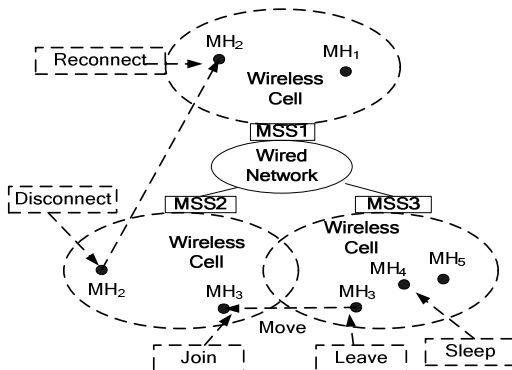 MH2
MH1
Reconnect
Wireless
Cell
MSS1
Wired
Network
Disconnect
MSS2
MSS3
Wireless
Cell
Wireless
Cell
MH2
MH3
MH3
MH4
MH5
Move
Join
Leave
Sleep